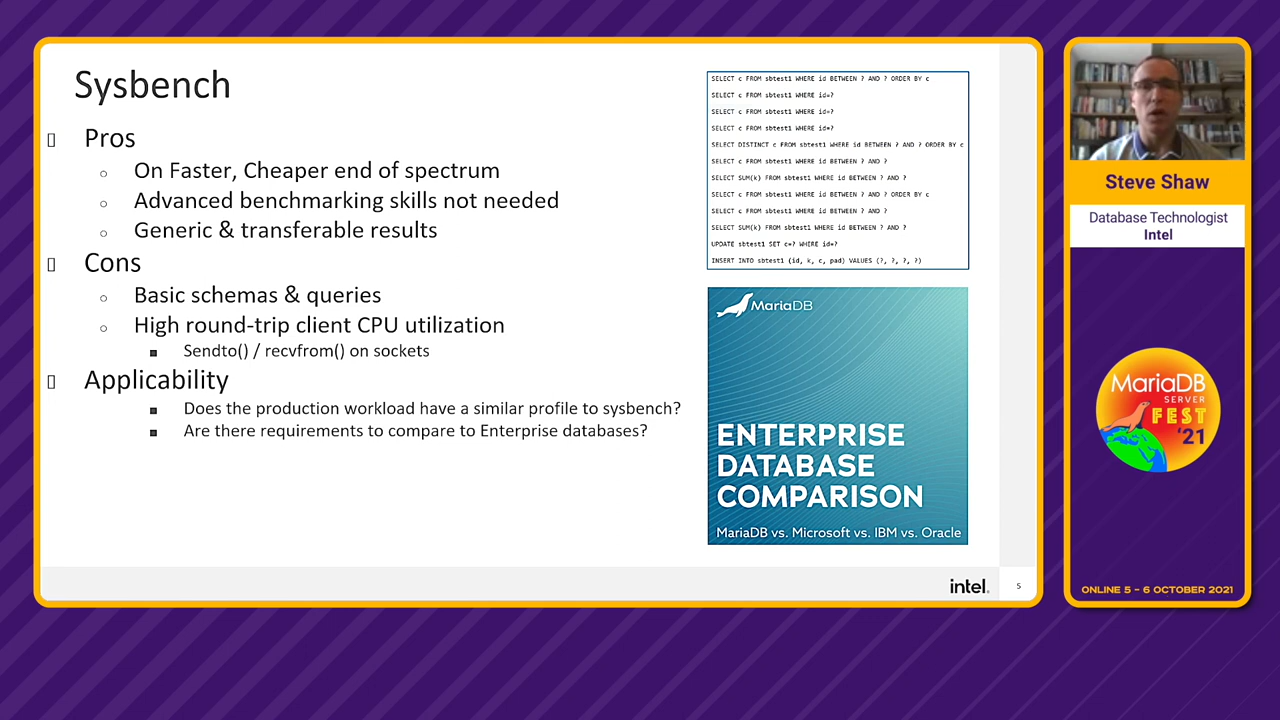 Sysbench
Pros
On Faster, Cheaper end of spectrum
Advanced benchmarking skills not needed
Generic & transferable results
Cons
Basic schemas & queries
High round-trip client CPU utilization
Sendto() / recvfrom() on sockets
Applicability
Does the production workload have a similar profile to sysbench?
Are there requirements to compare to Enterprise databases?
SELECT c FROM sbtest1 WHERE id BETWEEN ? AND ? ORDER BY c
SELECT c FROM sbtest1 WHERE id=?
SELECT c FROM sbtest1 WHERE id=?
SELECT c FROM sbtest1 WHERE id=?
SELECT DISTINCT c FROM sbtest1 WHERE id BETWEEN ? AND ? ORDER BY c
SELECT c FROM sbtest1 WHERE id BETWEEN ? AND ?
SELECT SUM(k) FROM sbtest1 WHERE id BETWEEN ? AND ?
SELECT c FROM sbtest1 WHERE id BETWEEN ? AND ? ORDER BY c
SELECT c FROM sbtest1 WHERE id BETWEEN ? AND ?
SELECT SUM(k) FROM sbtest1 WHERE id BETWEEN ? AND ?
UPDATE sbtest1 SET c=? WHERE id=?
INSERT INTO sbtest1 (id, k, c, pad) VALUES (?, ?, ?, ?)
MariaDB
ENTERPRISE
DATABASE
COMPARISON
MariaDB vs. Microsoft vs. IBM vs. Oracle
intel.
5
Steve Shaw
Database Technologist
Intel
MariaDB
SERVER
FEST
'21
ONLINE 5 - 6 OCTOBER 2021